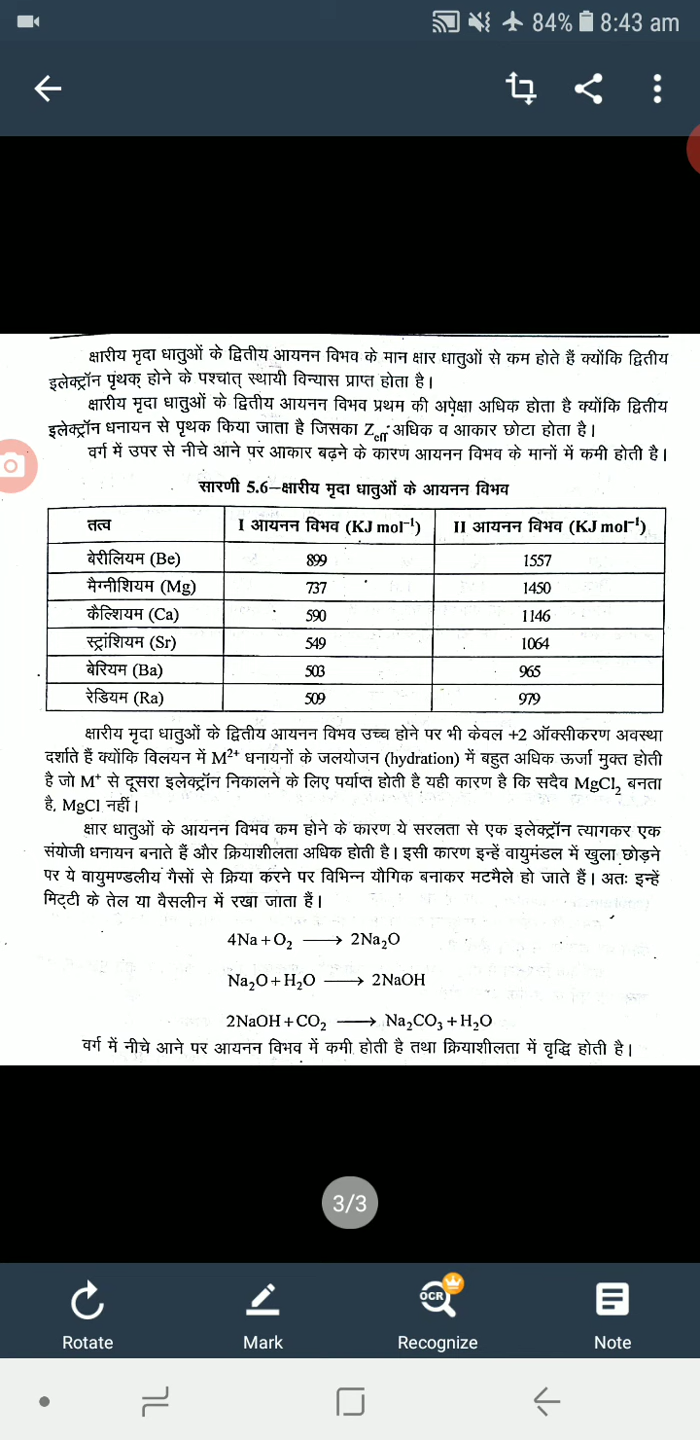 84% 8:43 am
क्षारीय मृदा धातुओं के द्वितीय आयनन विभव के मान क्षार धातुओं से कम होते हैं क्योंकि द्वितीय
इलेक्ट्रॉन पृथक् होने के पश्चात् स्थायी विन्यास प्राप्त होता है।
क्षारीय मृदा धातुओं के द्वितीय आयनन विभव प्रथम की अपेक्षा अधिक होता है क्योंकि द्वितीय
इलेक्ट्रॉन धनायन से पृथक किया जाता है जिसका Zeff अधिक व आकार छोटा होता है।
वर्ग में उपर से नीचे आने पर आकार बढ़ने के कारण आयनन विभव के मानों में कमी होती है।
सारणी 5.6–क्षारीय मृदा धातुओं के आयनन विभव
तत्व I आयनन विभव (KJ mol⁻¹) II आयनन विभव (KJ mol⁻¹)
बेरीलियम (Be) 899 1557
मैग्नीशियम (Mg) 737 1450
कैल्शियम (Ca) 590 1146
स्ट्रांशियम (Sr) 549 1064
बेरियम (Ba) 503 965
रेडियम (Ra) 509 979
क्षारीय मृदा धातुओं के द्वितीय आयनन विभव उच्च होने पर भी केवल +2 ऑक्सीकरण अवस्था
दर्शाते हैं क्योंकि विलयन में M²⁺ धनायनों के जलयोजन (hydration) में बहुत अधिक ऊर्जा मुक्त होती
है जो M⁺ से दूसरा इलेक्ट्रॉन निकालने के लिए पर्याप्त होती है यही कारण है कि सदैव MgCl₂ बनता
है, MgCl नहीं।
क्षार धातुओं के आयनन विभव कम होने के कारण ये सरलता से एक इलेक्ट्रॉन त्यागकर एक
संयोजी धनायन बनाते हैं और क्रियाशीलता अधिक होती है। इसी कारण इन्हें वायुमंडल में खुला छोड़ने
पर ये वायुमण्डलीय गैसों से क्रिया करने पर विभिन्न यौगिक बनाकर मटमैले हो जाते हैं। अतः इन्हें
मिट्टी के तेल या वैसलीन में रखा जाता हैं।
4Na + O₂ ⟶ 2Na₂O
Na₂O + H₂O ⟶ 2NaOH
2NaOH + CO₂ ⟶ Na₂CO₃ + H₂O
वर्ग में नीचे आने पर आयनन विभव में कमी होती है तथा क्रियाशीलता में वृद्धि होती है।
3/3
OCR
Rotate Mark Recognize Note